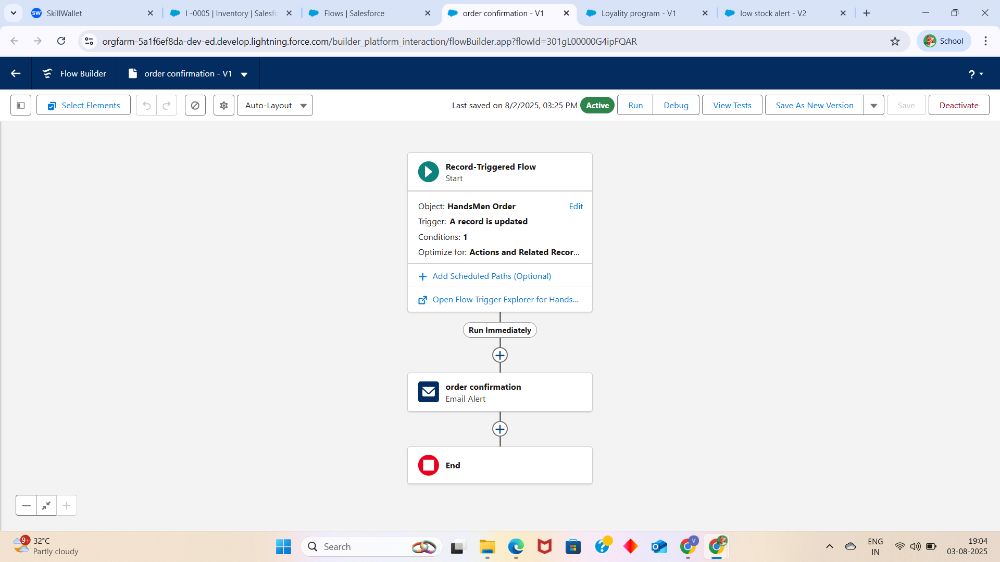 SW SkillWallet
I -0005 | Inventory | Salesfo
Flows | Salesforce
order confirmation - V1
Loyality program - V1
low stock alert - V2
orgfarm-5a1f6ef8da-dev-ed.develop.lightning.force.com/builder_platform_interaction/flowBuilder.app?flowId=301gL00000G4ipFQAR
School
Flow Builder
order confirmation - V1
?
Select Elements
Auto-Layout
Last saved on 8/2/2025, 03:25 PM
Active
Run
Debug
View Tests
Save As New Version
Save
Deactivate
Record-Triggered Flow
Start
Object: HandsMen Order
Edit
Trigger: A record is updated
Conditions: 1
Optimize for: Actions and Related Recor...
Add Scheduled Paths (Optional)
Open Flow Trigger Explorer for Hands...
Run Immediately
order confirmation
Email Alert
End
9+
32°C
Partly cloudy
Search
V
ENG
IN
19:04
03-08-2025